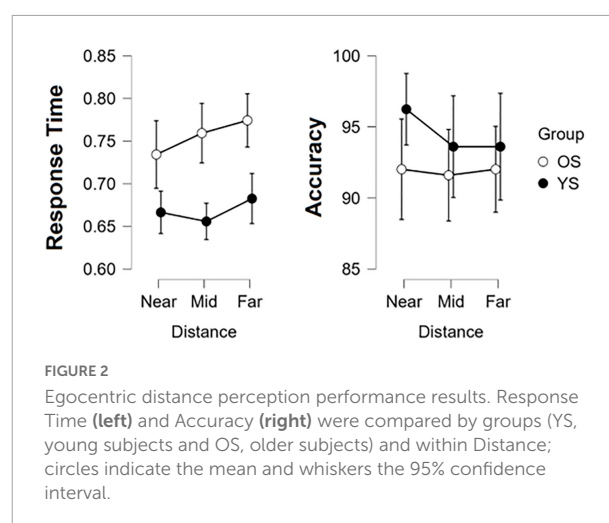 0.85
0.80
0.75
0.70
0.65
0.60
Response Time
Near Mid Far
Distance
100
95
90
85
Accuracy
Near Mid Far
Distance
Group
OS
YS
FIGURE 2
Egocentric distance perception performance results. Response
Time (left) and Accuracy (right) were compared by groups (YS,
young subjects and OS, older subjects) and within Distance;
circles indicate the mean and whiskers the 95% confidence
interval.